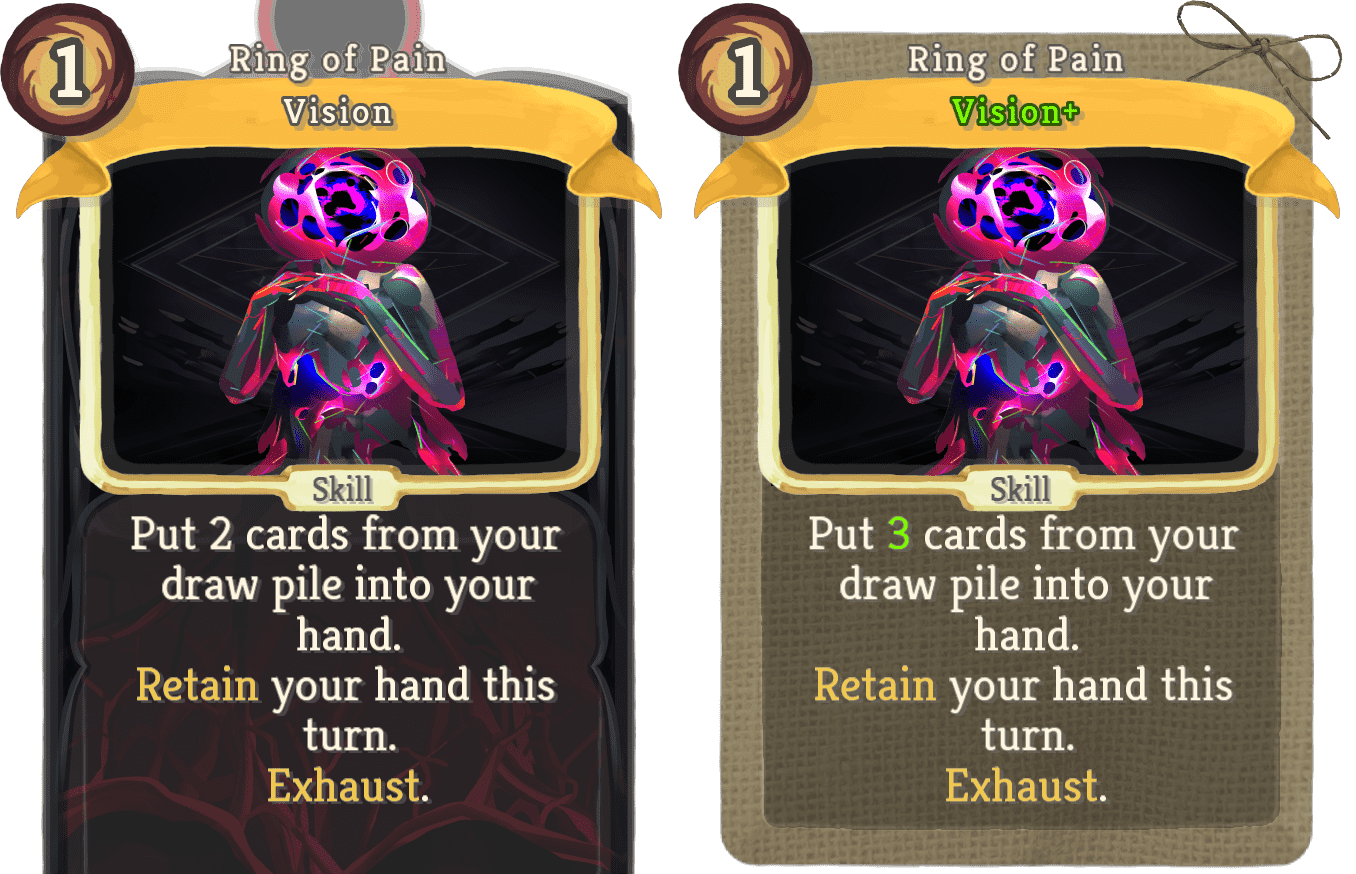 1
Ring of Pain
Vision
Skill
Put 2 cards from your
draw pile into your
hand.
Retain your hand this
turn.
Exhaust.
1
Ring of Pain
Vision+
Skill
Put 3 cards from your
draw pile into your
hand.
Retain your hand this
turn.
Exhaust.